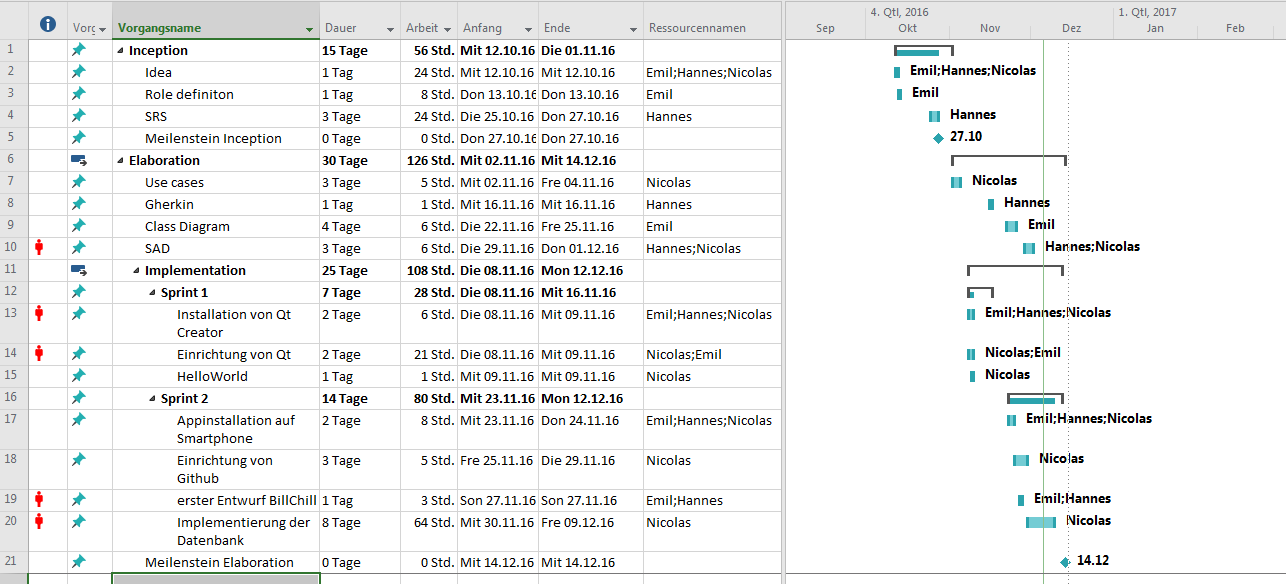 4. Qtl, 2016 1. Qtl, 2017
Vorg Vorgangsname Dauer Arbeit Anfang Ende Ressourcennamen Sep Okt Nov Dez Jan Feb
1 Inception 15 Tage 56 Std. Mit 12.10.16 Die 01.11.16
2 Idea 1 Tag 24 Std. Mit 12.10.16 Mit 12.10.16 Emil;Hannes;Nicolas Emil;Hannes;Nicolas
3 Role definiton 1 Tag 8 Std. Don 13.10.16 Don 13.10.16 Emil Emil
4 SRS 3 Tage 24 Std. Die 25.10.16 Don 27.10.16 Hannes Hannes
5 Meilenstein Inception 0 Tage 0 Std. Don 27.10.16 Don 27.10.16 27.10
6 Elaboration 30 Tage 126 Std. Mit 02.11.16 Mit 14.12.16
7 Use cases 3 Tage 5 Std. Mit 02.11.16 Fre 04.11.16 Nicolas Nicolas
8 Gherkin 1 Tag 1 Std. Mit 16.11.16 Mit 16.11.16 Hannes Hannes
9 Class Diagram 4 Tage 6 Std. Die 22.11.16 Fre 25.11.16 Emil Emil
10 SAD 3 Tage 6 Std. Die 29.11.16 Don 01.12.16 Hannes;Nicolas Hannes;Nicolas
11 Implementation 25 Tage 108 Std. Die 08.11.16 Mon 12.12.16
12 Sprint 1 7 Tage 28 Std. Die 08.11.16 Mit 16.11.16
13 Installation von Qt 2 Tage 6 Std. Die 08.11.16 Mit 09.11.16 Emil;Hannes;Nicolas Emil;Hannes;Nicolas
Creator
14 Einrichtung von Qt 2 Tage 21 Std. Die 08.11.16 Mit 09.11.16 Nicolas;Emil Nicolas;Emil
15 HelloWorld 1 Tag 1 Std. Mit 09.11.16 Mit 09.11.16 Nicolas Nicolas
16 Sprint 2 14 Tage 80 Std. Mit 23.11.16 Mon 12.12.16
17 Appinstallation auf 2 Tage 8 Std. Mit 23.11.16 Don 24.11.16 Emil;Hannes;Nicolas Emil;Hannes;Nicolas
Smartphone
18 Einrichtung von 3 Tage 5 Std. Fre 25.11.16 Die 29.11.16 Nicolas Nicolas
Github
19 erster Entwurf BillChill 1 Tag 3 Std. Son 27.11.16 Son 27.11.16 Emil;Hannes Emil;Hannes
20 Implementierung der 8 Tage 64 Std. Mit 30.11.16 Fre 09.12.16 Nicolas Nicolas
Datenbank
21 Meilenstein Elaboration 0 Tage 0 Std. Mit 14.12.16 Mit 14.12.16 14.12